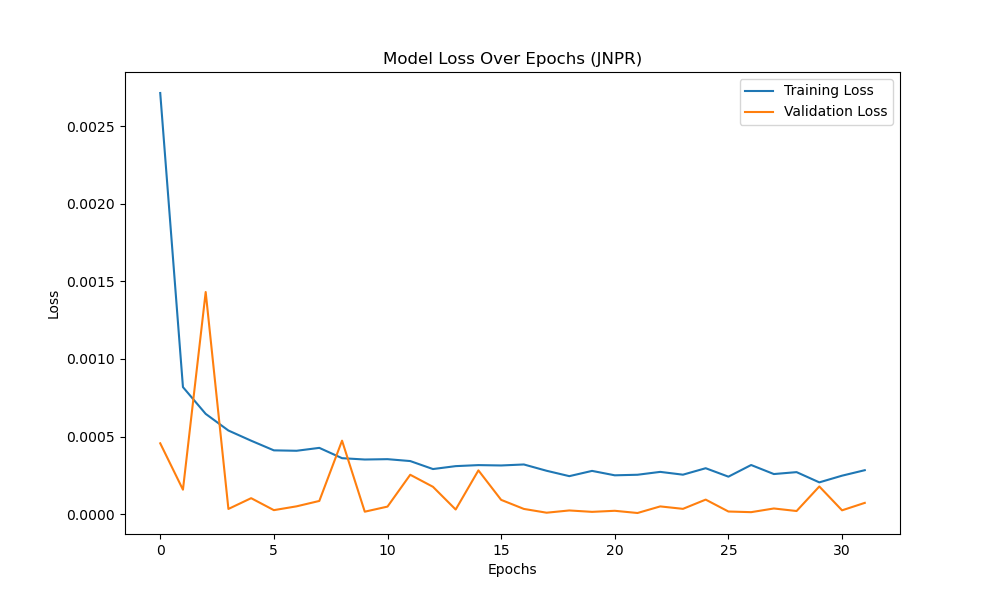 Model Loss Over Epochs (JNPR)
Training Loss
Validation Loss
0.0025
0.0020
0.0015
0.0010
0.0005
0.0000
Loss
0 5 10 15 20 25 30
Epochs